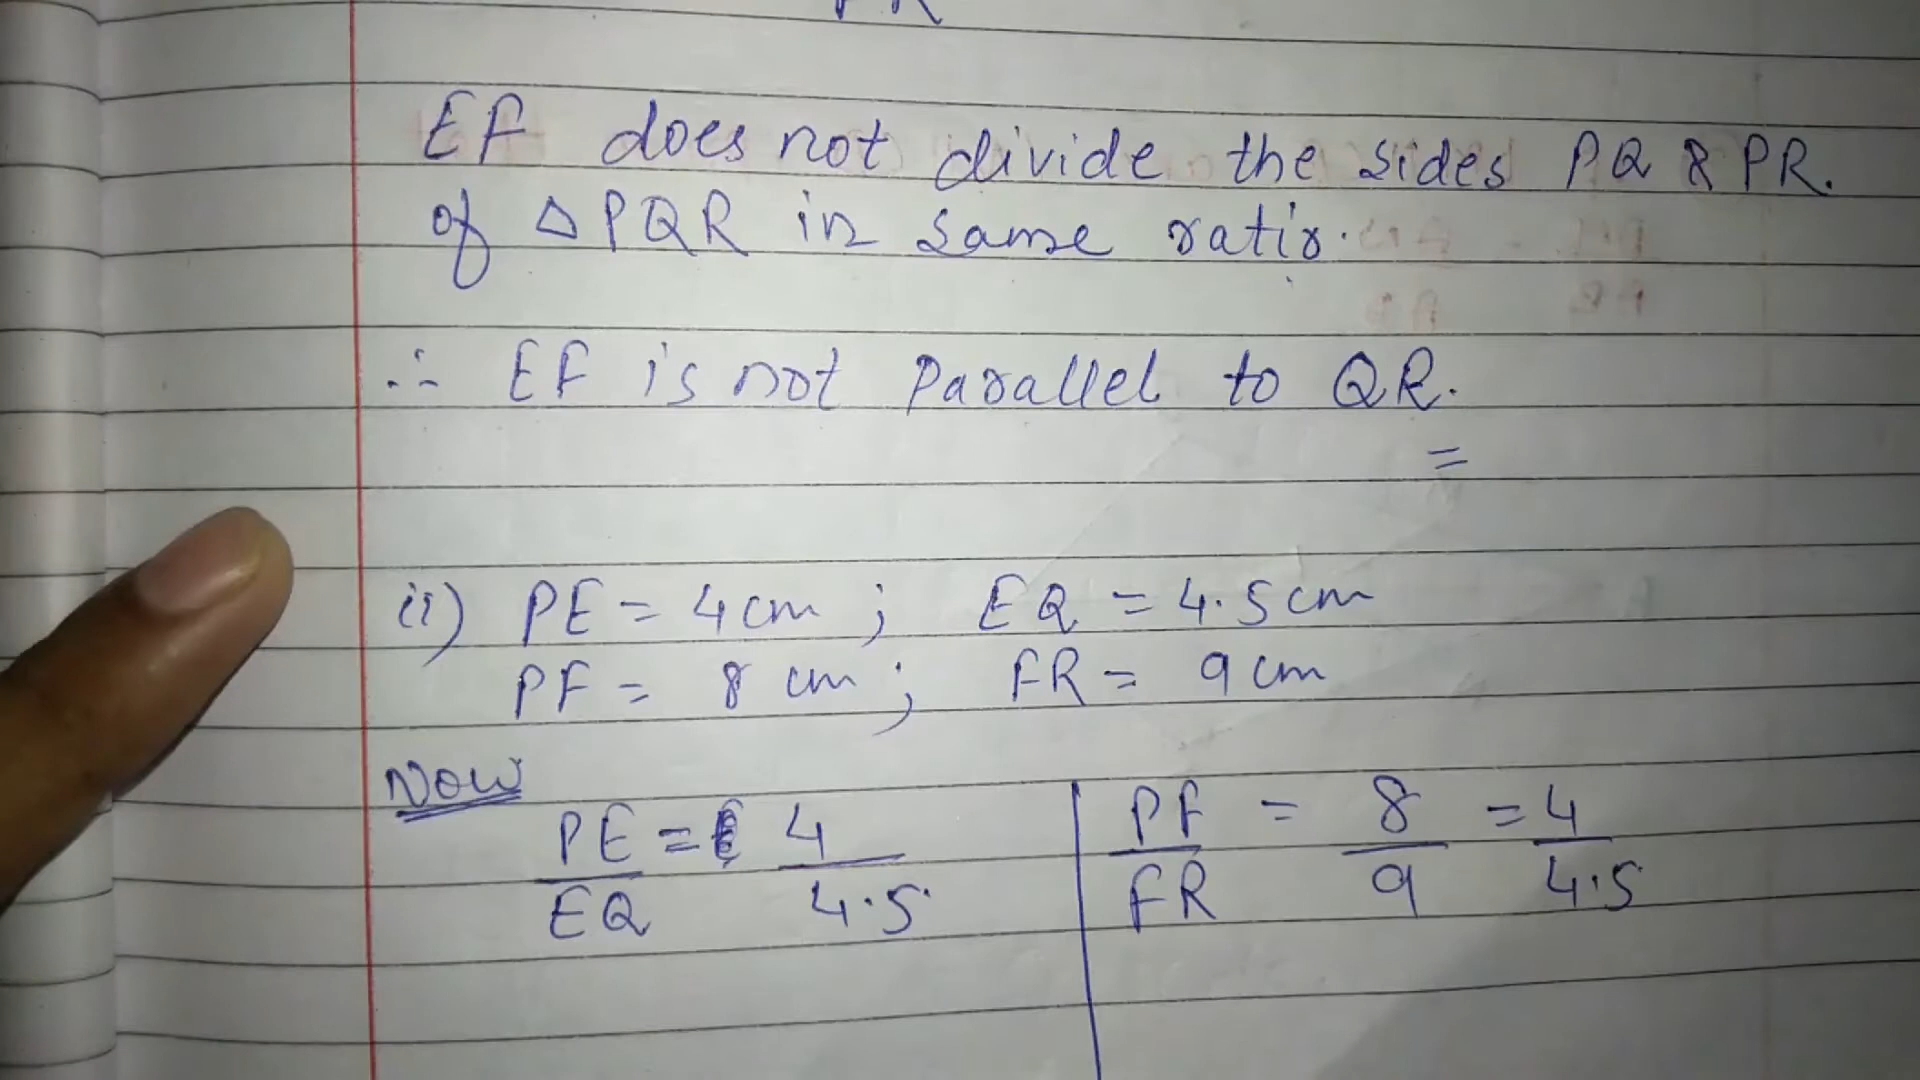 EF does not divide the sides PQ & PR.
of △PQR in same ratio.
∴ EF is not parallel to QR.
=
ii) PE = 4 cm ; EQ = 4.5 cm
PF = 8 cm ; FR = 9 cm
Now
PE/EQ = 4/4.5 | PF/FR = 8/9 = 4/4.5